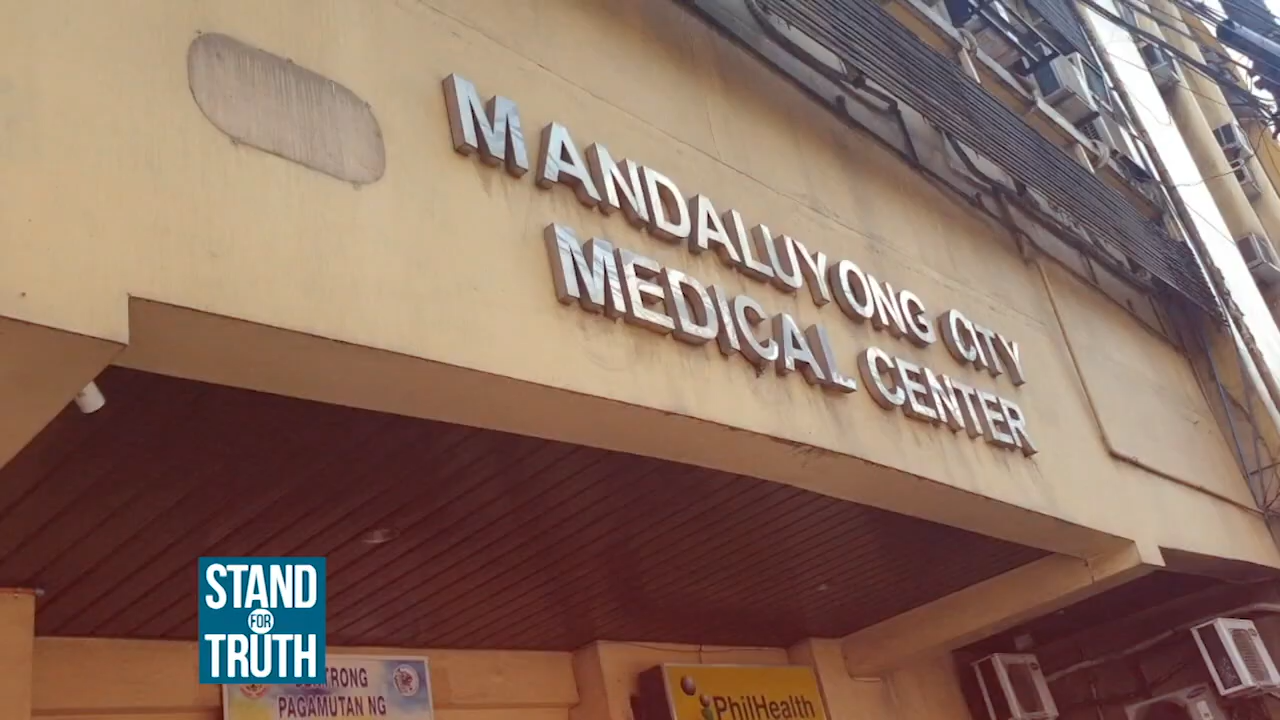 MANDALUYONG CITY
MEDICAL CENTER
STAND
FOR
TRUTH
PAGAMUTAN NG
PhilHealth